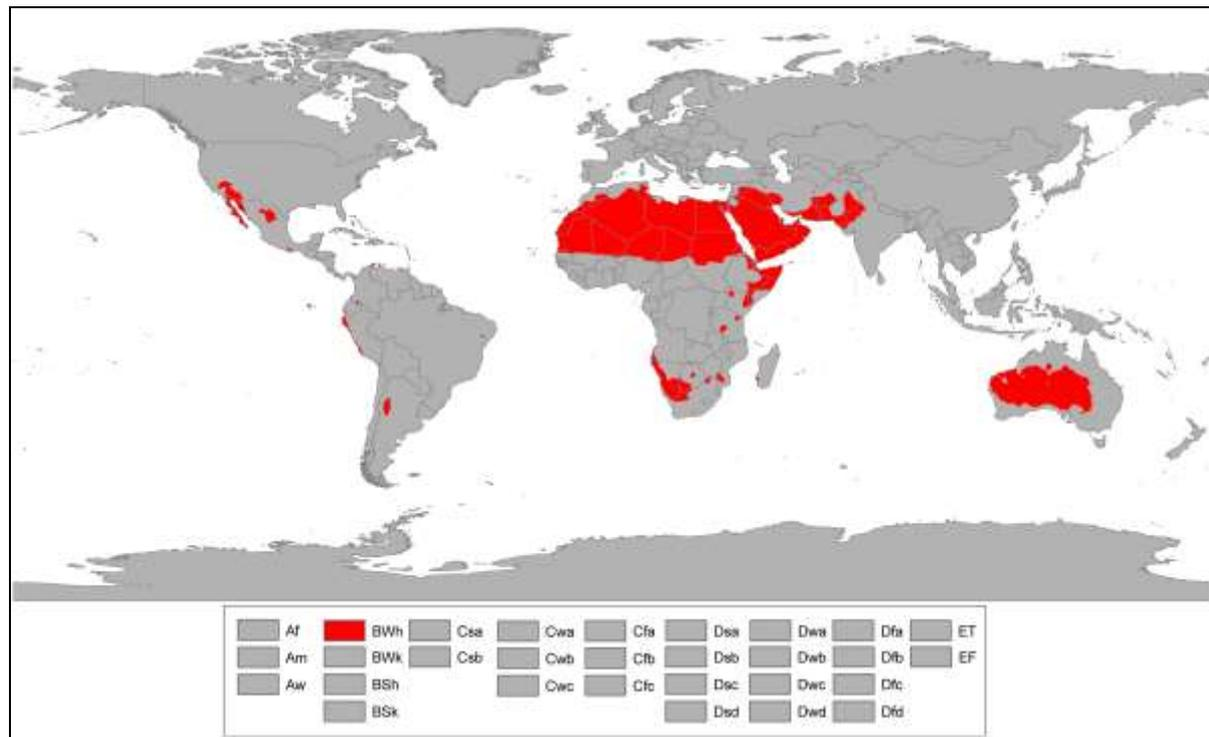 Af BWh Csa Cwa Cfa Dsa Dwa Dfa ET
Am BWk Csb Cwb Cfb Dsb Dwb Dfb EF
Aw BSh Cwc Cfc Dsc Dwc Dfc
BSk Dsd Dwd Dfd